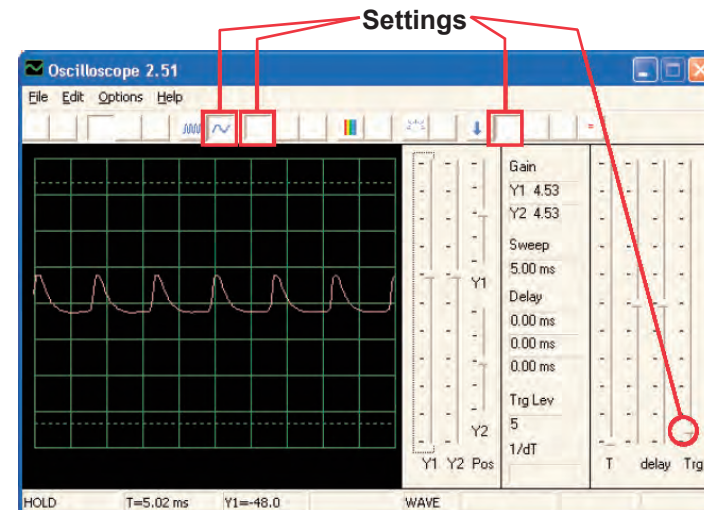 Settings
Oscilloscope 2.51
File Edit Options Help
Gain
Y1 4.53
Y2 4.53
Sweep
5.00 ms
Delay
0.00 ms
0.00 ms
0.00 ms
Trg Lev
5
1/dT
Y1
Y2
Y1 Y2 Pos
T delay Trg
HOLD T=5.02 ms Y1=-48.0 WAVE